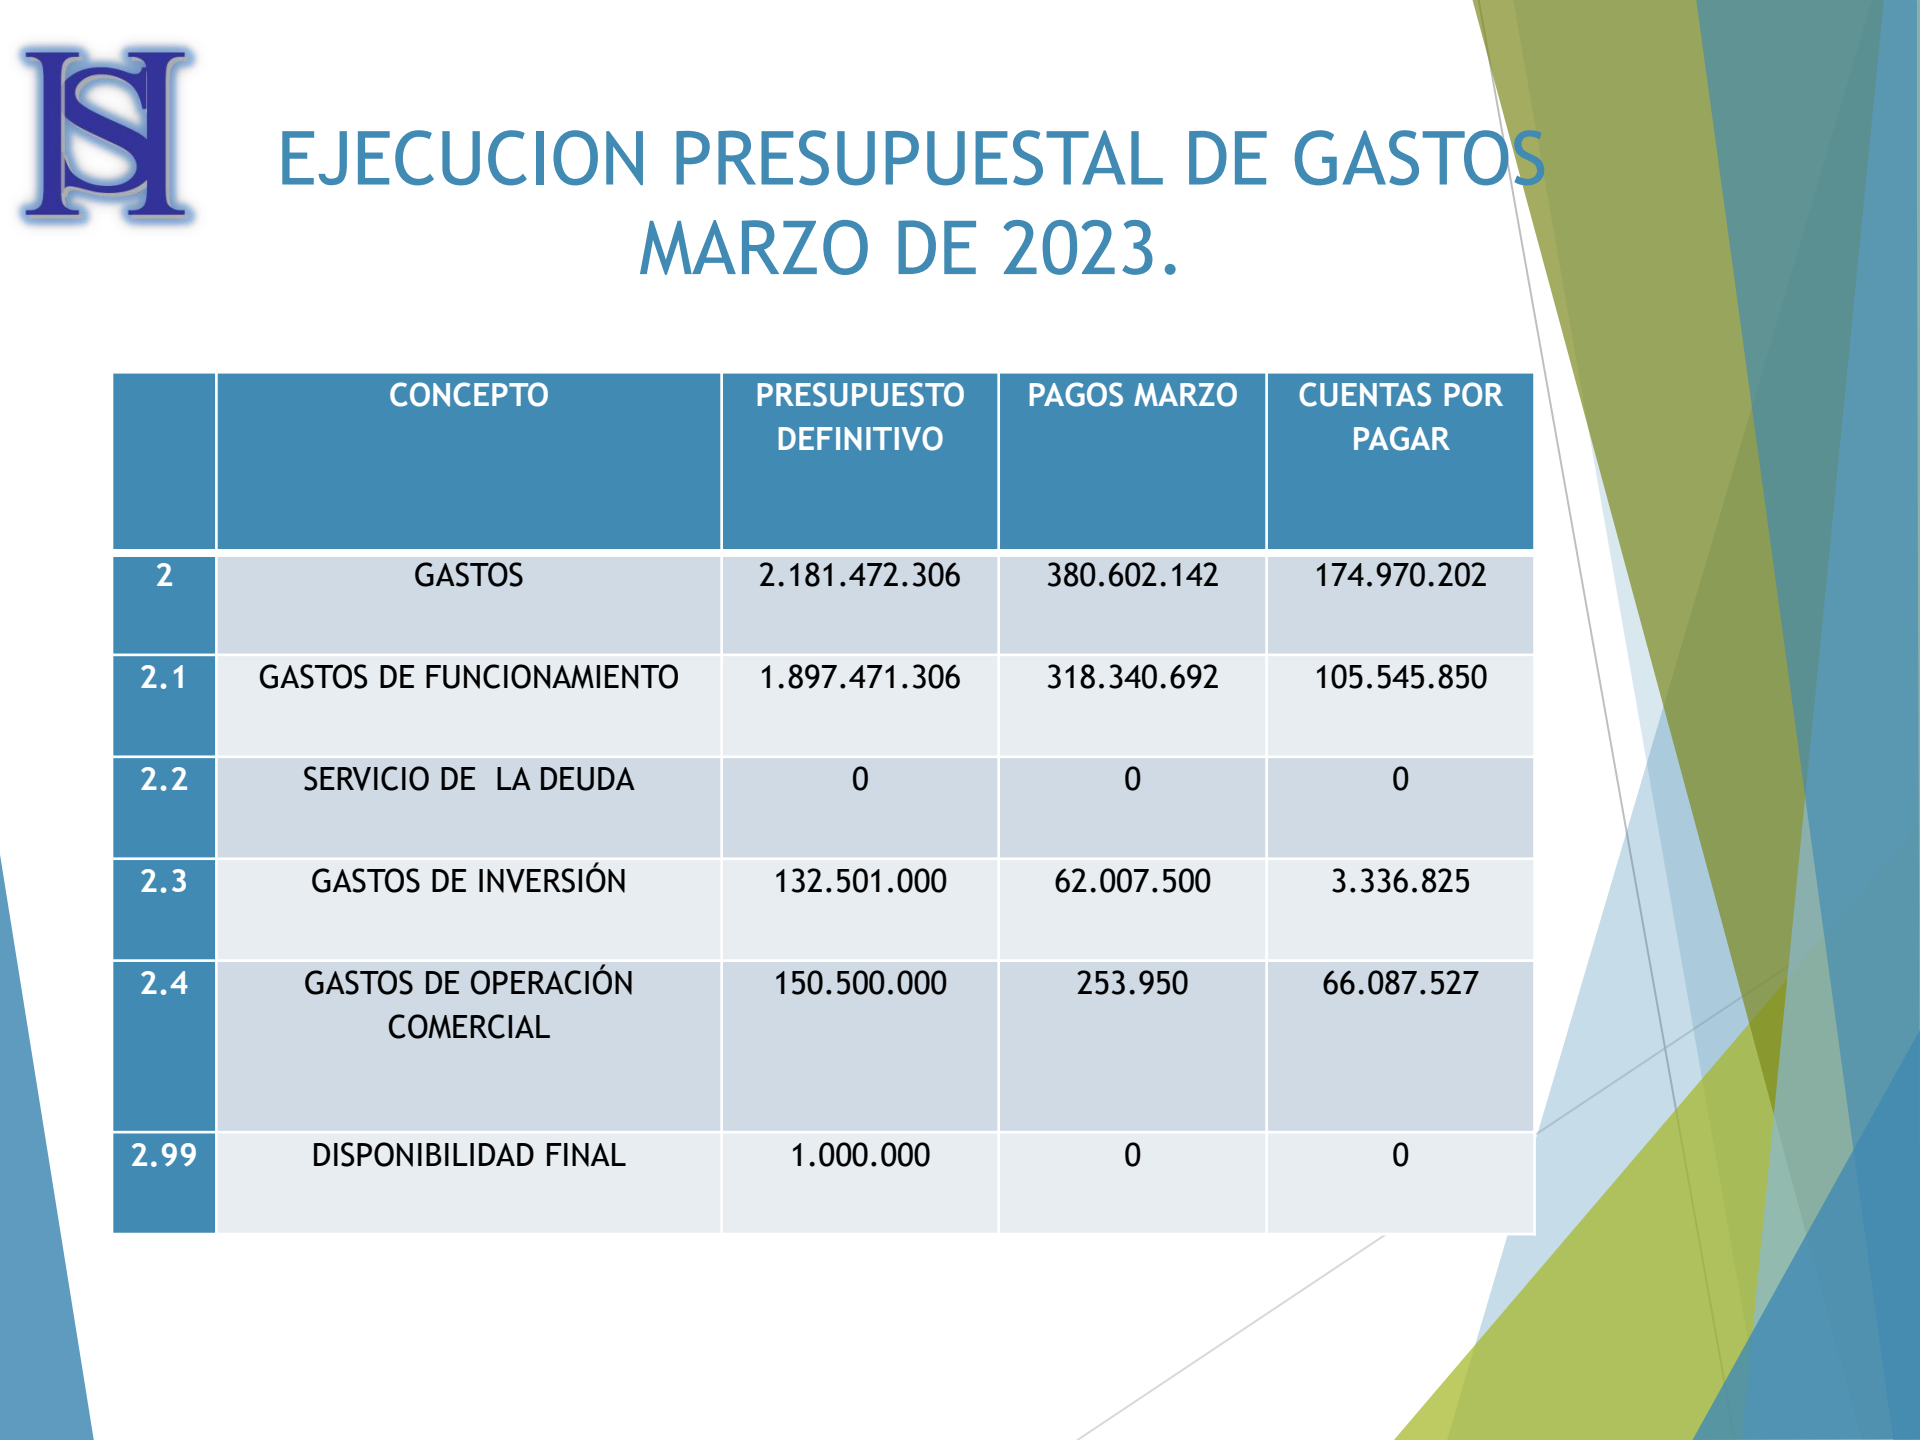 HS
EJECUCION PRESUPUESTAL DE GASTOS
MARZO DE 2023.
CONCEPTO PRESUPUESTO DEFINITIVO PAGOS MARZO CUENTAS POR PAGAR
2 GASTOS 2.181.472.306 380.602.142 174.970.202
2.1 GASTOS DE FUNCIONAMIENTO 1.897.471.306 318.340.692 105.545.850
2.2 SERVICIO DE LA DEUDA 0 0 0
2.3 GASTOS DE INVERSIÓN 132.501.000 62.007.500 3.336.825
2.4 GASTOS DE OPERACIÓN COMERCIAL 150.500.000 253.950 66.087.527
2.99 DISPONIBILIDAD FINAL 1.000.000 0 0